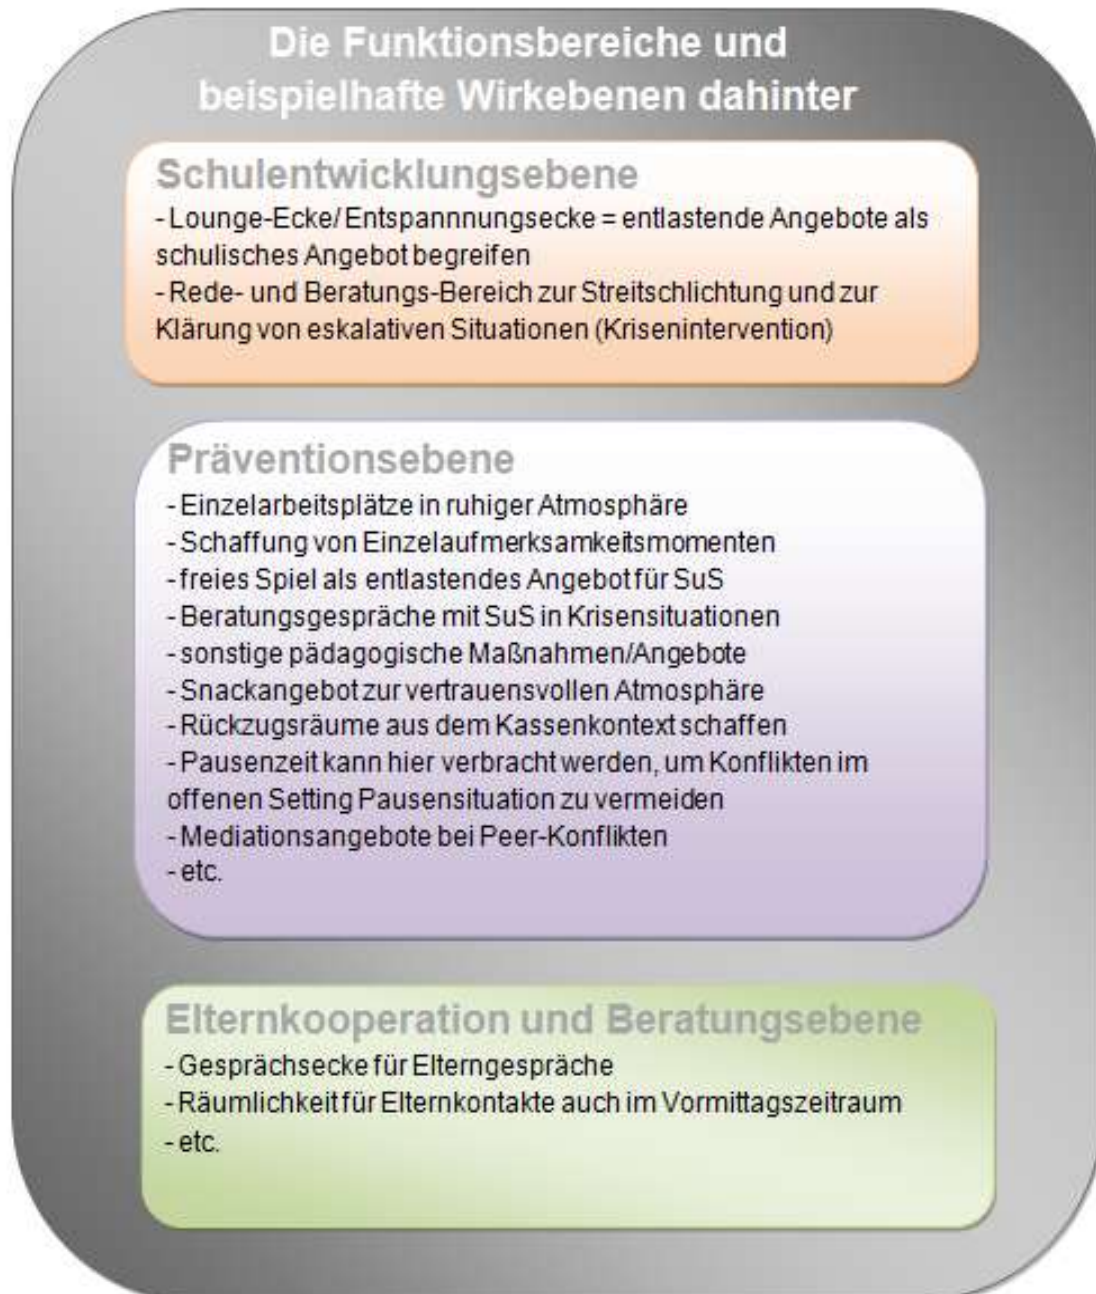 Die Funktionsbereiche und
beispielhafte Wirkebenen dahinter
Schulentwicklungsebene
- Lounge-Ecke/ Entspannnungsecke = entlastende Angebote als
schulisches Angebot begreifen
- Rede- und Beratungs-Bereich zur Streitschlichtung und zur
Klärung von eskalativen Situationen (Krisenintervention)
Präventionsebene
- Einzelarbeitsplätze in ruhiger Atmosphäre
- Schaffung von Einzelaufmerksamkeitsmomenten
- freies Spiel als entlastendes Angebot für SuS
- Beratungsgespräche mit SuS in Krisensituationen
- sonstige pädagogische Maßnahmen/Angebote
- Snackangebot zur vertrauensvollen Atmosphäre
- Rückzugsräume aus dem Kassenkontext schaffen
- Pausenzeit kann hier verbracht werden, um Konflikten im
offenen Setting Pausensituation zu vermeiden
- Mediationsangebote bei Peer-Konflikten
- etc.
Elternkooperation und Beratungsebene
- Gesprächsecke für Elterngespräche
- Räumlichkeit für Elternkontakte auch im Vormittagszeitraum
- etc.